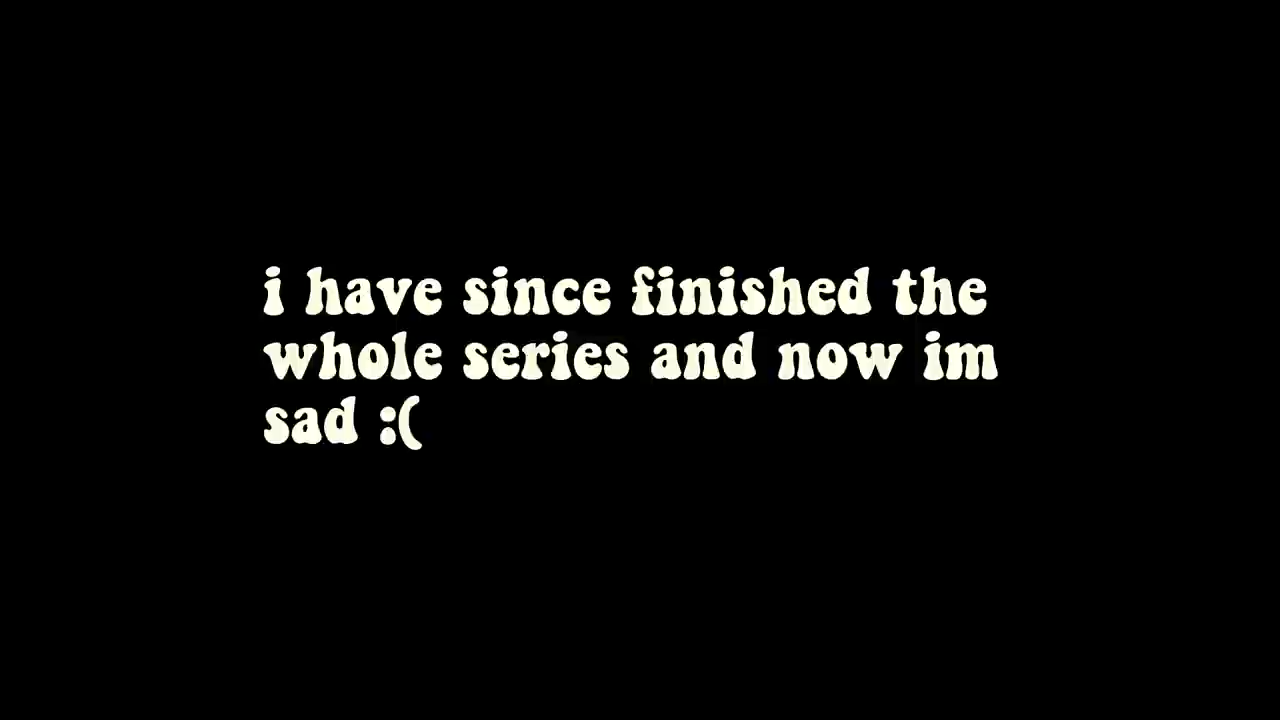 i have since finished the
whole series and now im
sad :(